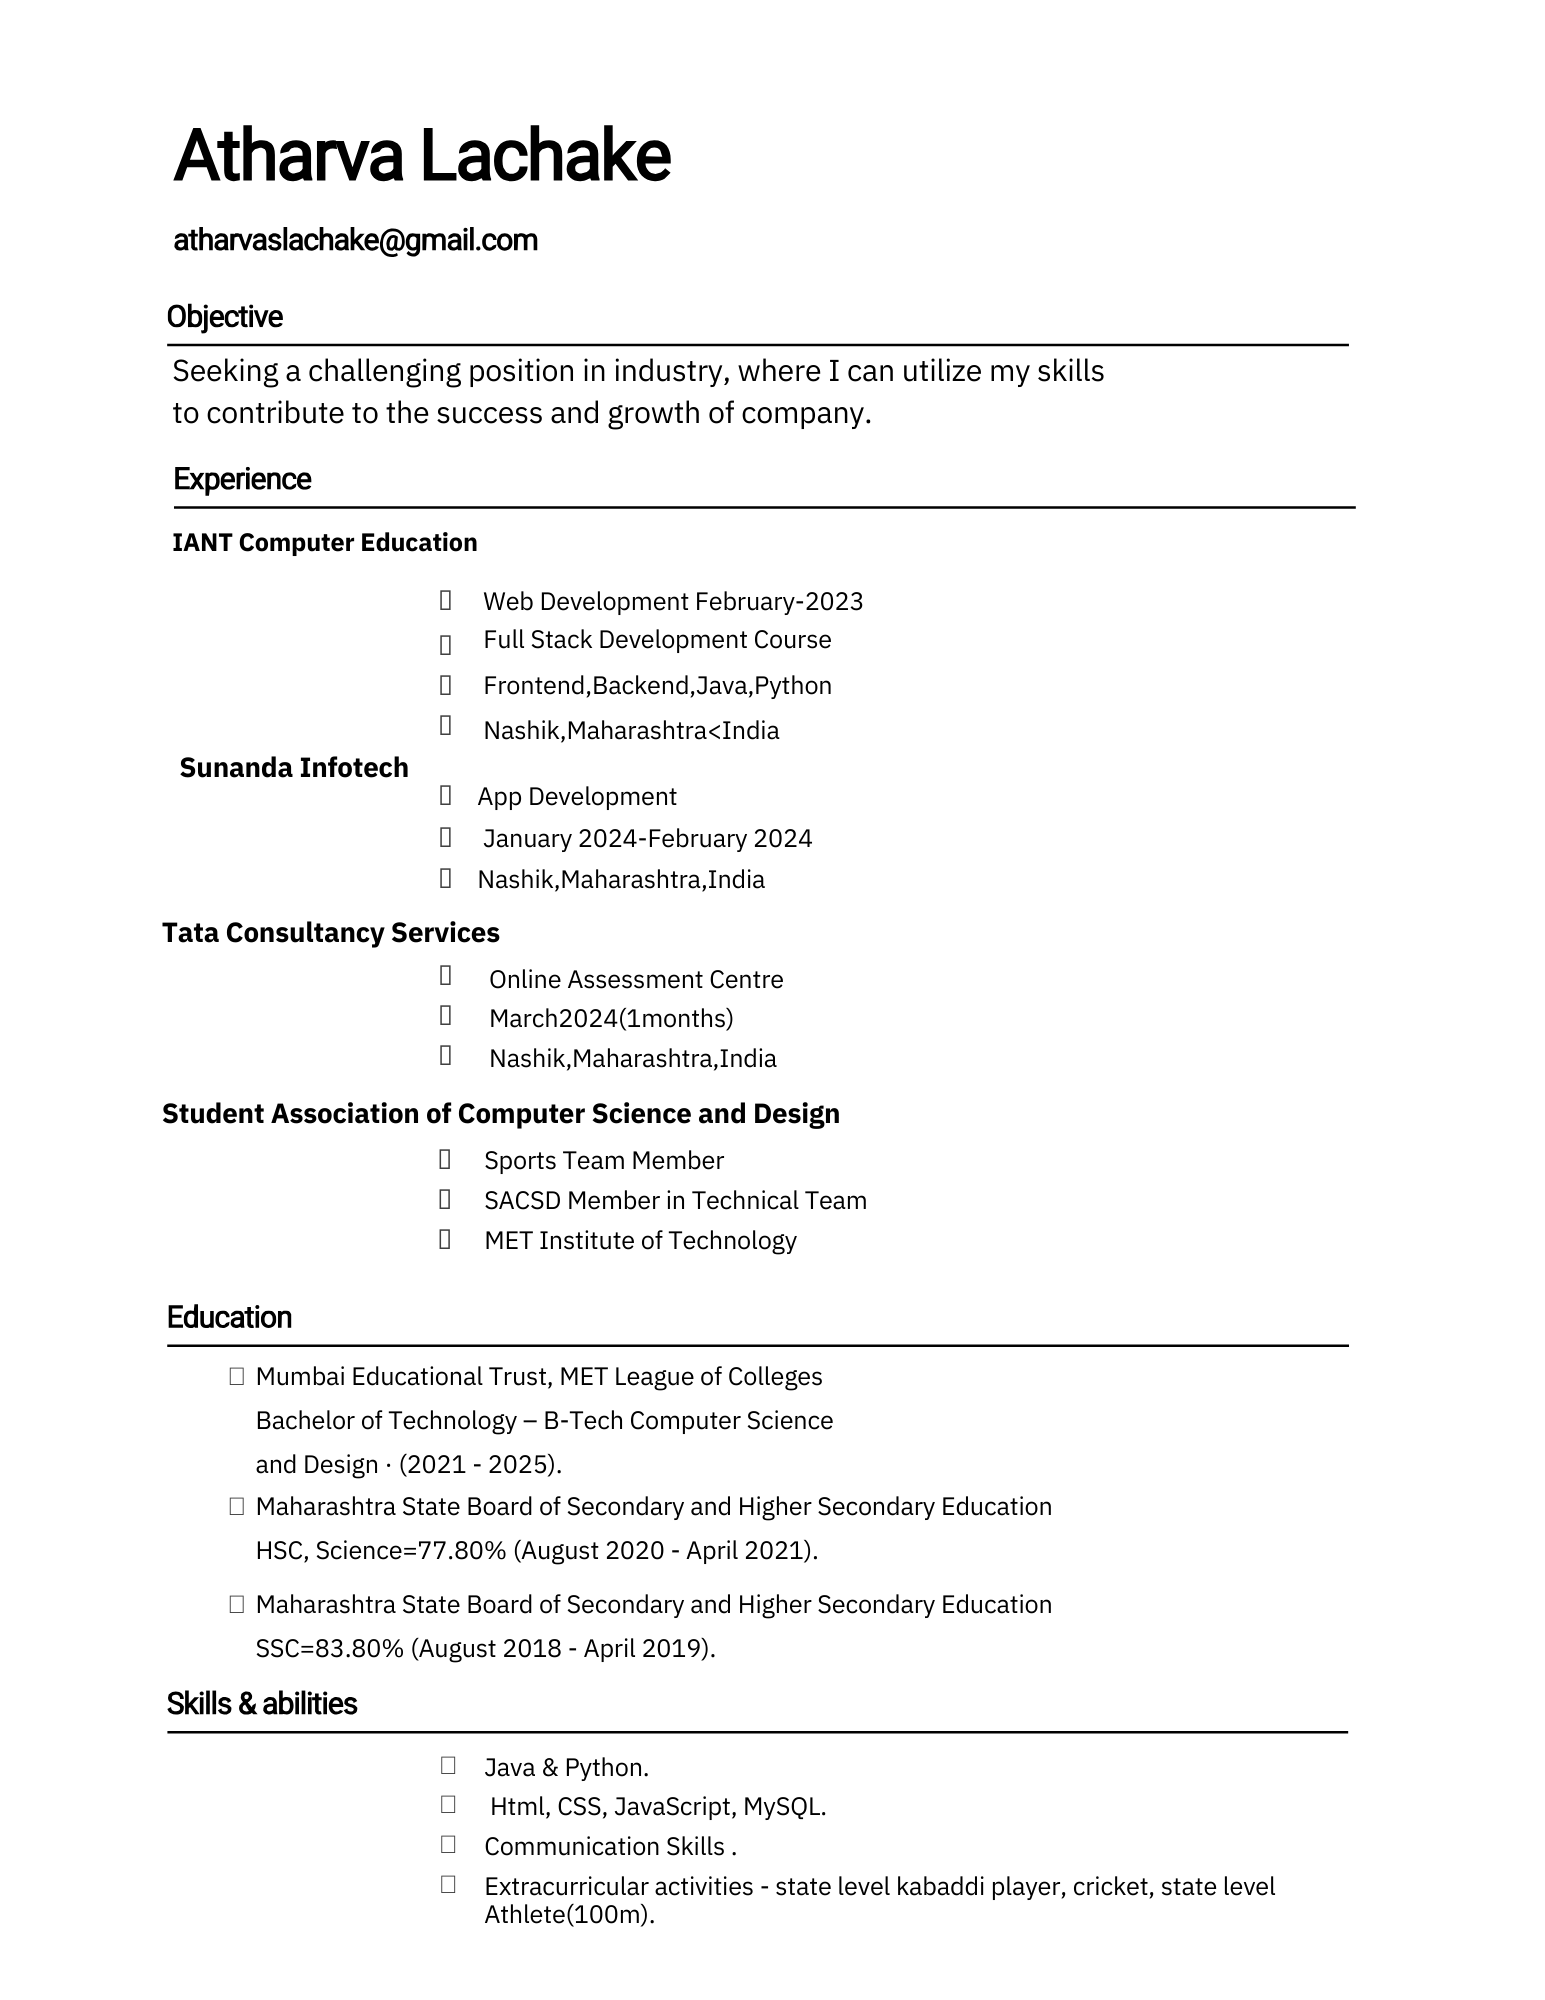 Atharva Lachake
atharvaslachake@gmail.com
Objective
Seeking a challenging position in industry, where I can utilize my skills
to contribute to the success and growth of company.
Experience
IANT Computer Education
Web Development February-2023
Full Stack Development Course
Frontend,Backend,Java,Python
Nashik,Maharashtra<India
Sunanda Infotech
App Development
January 2024-February 2024
Nashik,Maharashtra,India
Tata Consultancy Services
Online Assessment Centre
March2024(1months)
Nashik,Maharashtra,India
Student Association of Computer Science and Design
Sports Team Member
SACSD Member in Technical Team
MET Institute of Technology
Education
Mumbai Educational Trust, MET League of Colleges
Bachelor of Technology – B-Tech Computer Science
and Design · (2021 - 2025).
Maharashtra State Board of Secondary and Higher Secondary Education
HSC, Science=77.80% (August 2020 - April 2021).
Maharashtra State Board of Secondary and Higher Secondary Education
SSC=83.80% (August 2018 - April 2019).
Skills & abilities
Java & Python.
Html, CSS, JavaScript, MySQL.
Communication Skills .
Extracurricular activities - state level kabaddi player, cricket, state level
Athlete(100m).